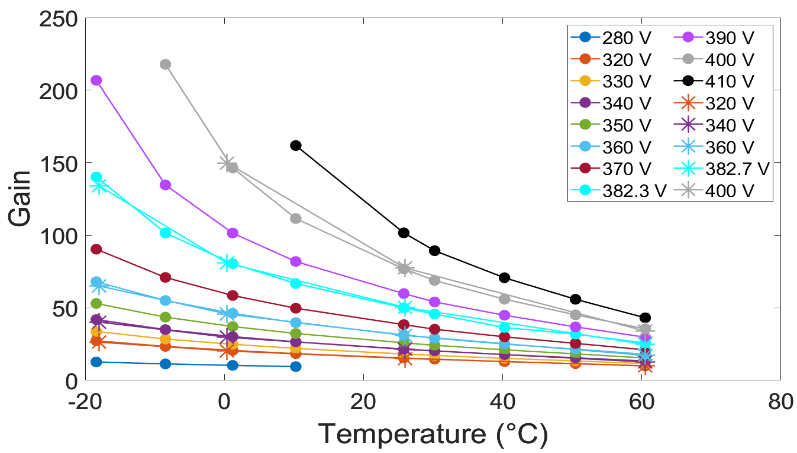 250
200
150
100
50
0
Gain
-20
0
20
40
60
80
Temperature (°C)
280 V
320 V
330 V
340 V
350 V
360 V
370 V
382.3 V
390 V
400 V
410 V
320 V
340 V
360 V
382.7 V
400 V